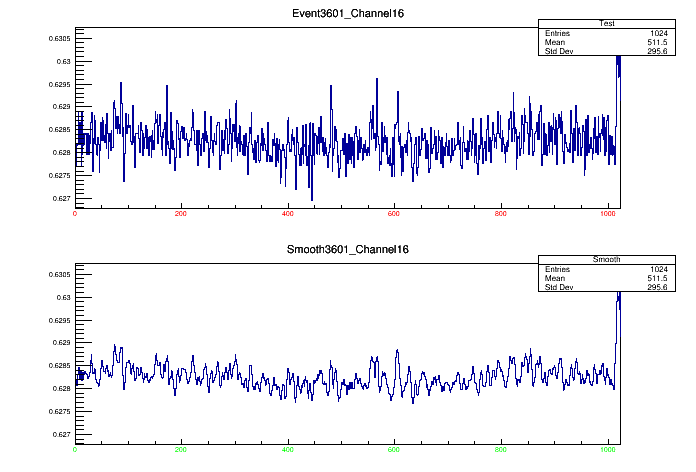 Event3601_Channel16
Test
Entries 1024
Mean 511.5
Std Dev 295.6
0.6305
0.63
0.6295
0.629
0.6285
0.628
0.6275
0.627
0 200 400 600 800 1000
Smooth3601_Channel16
Smooth
Entries 1024
Mean 511.5
Std Dev 295.6
0.6305
0.63
0.6295
0.629
0.6285
0.628
0.6275
0.627
0 200 400 600 800 1000